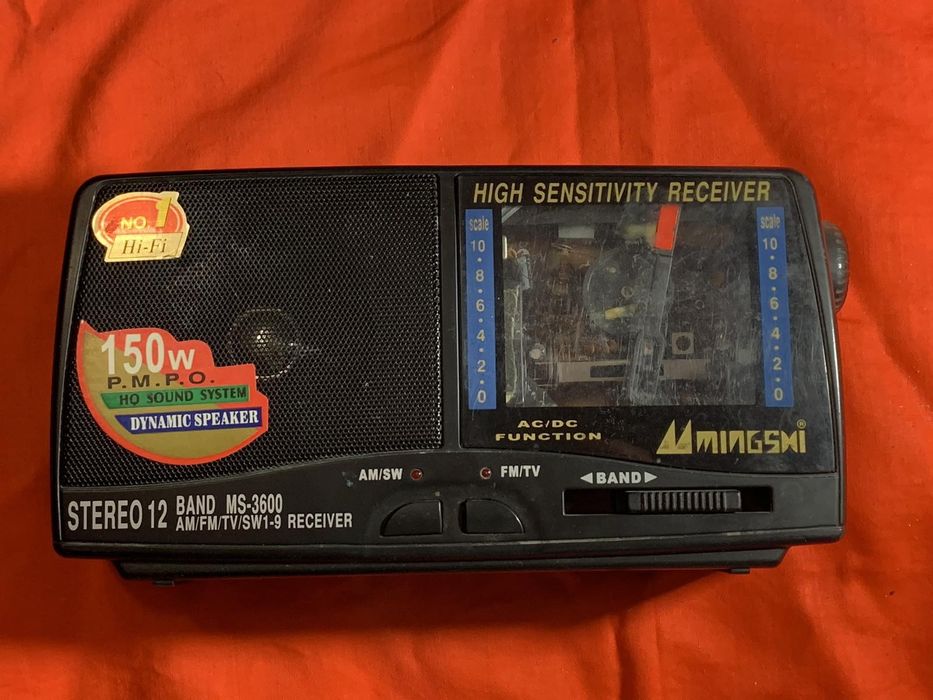 NO.1
Hi-Fi
150W
P.M.P.O.
HQ SOUND SYSTEM
DYNAMIC SPEAKER
HIGH SENSITIVITY RECEIVER
scale
10
8
6
4
2
0
scale
10
8
6
4
2
0
AC/DC
FUNCTION
MINGSHI®
AM/SW
FM/TV
◄BAND►
STEREO 12 BAND MS-3600
AM/FM/TV/SW1-9 RECEIVER